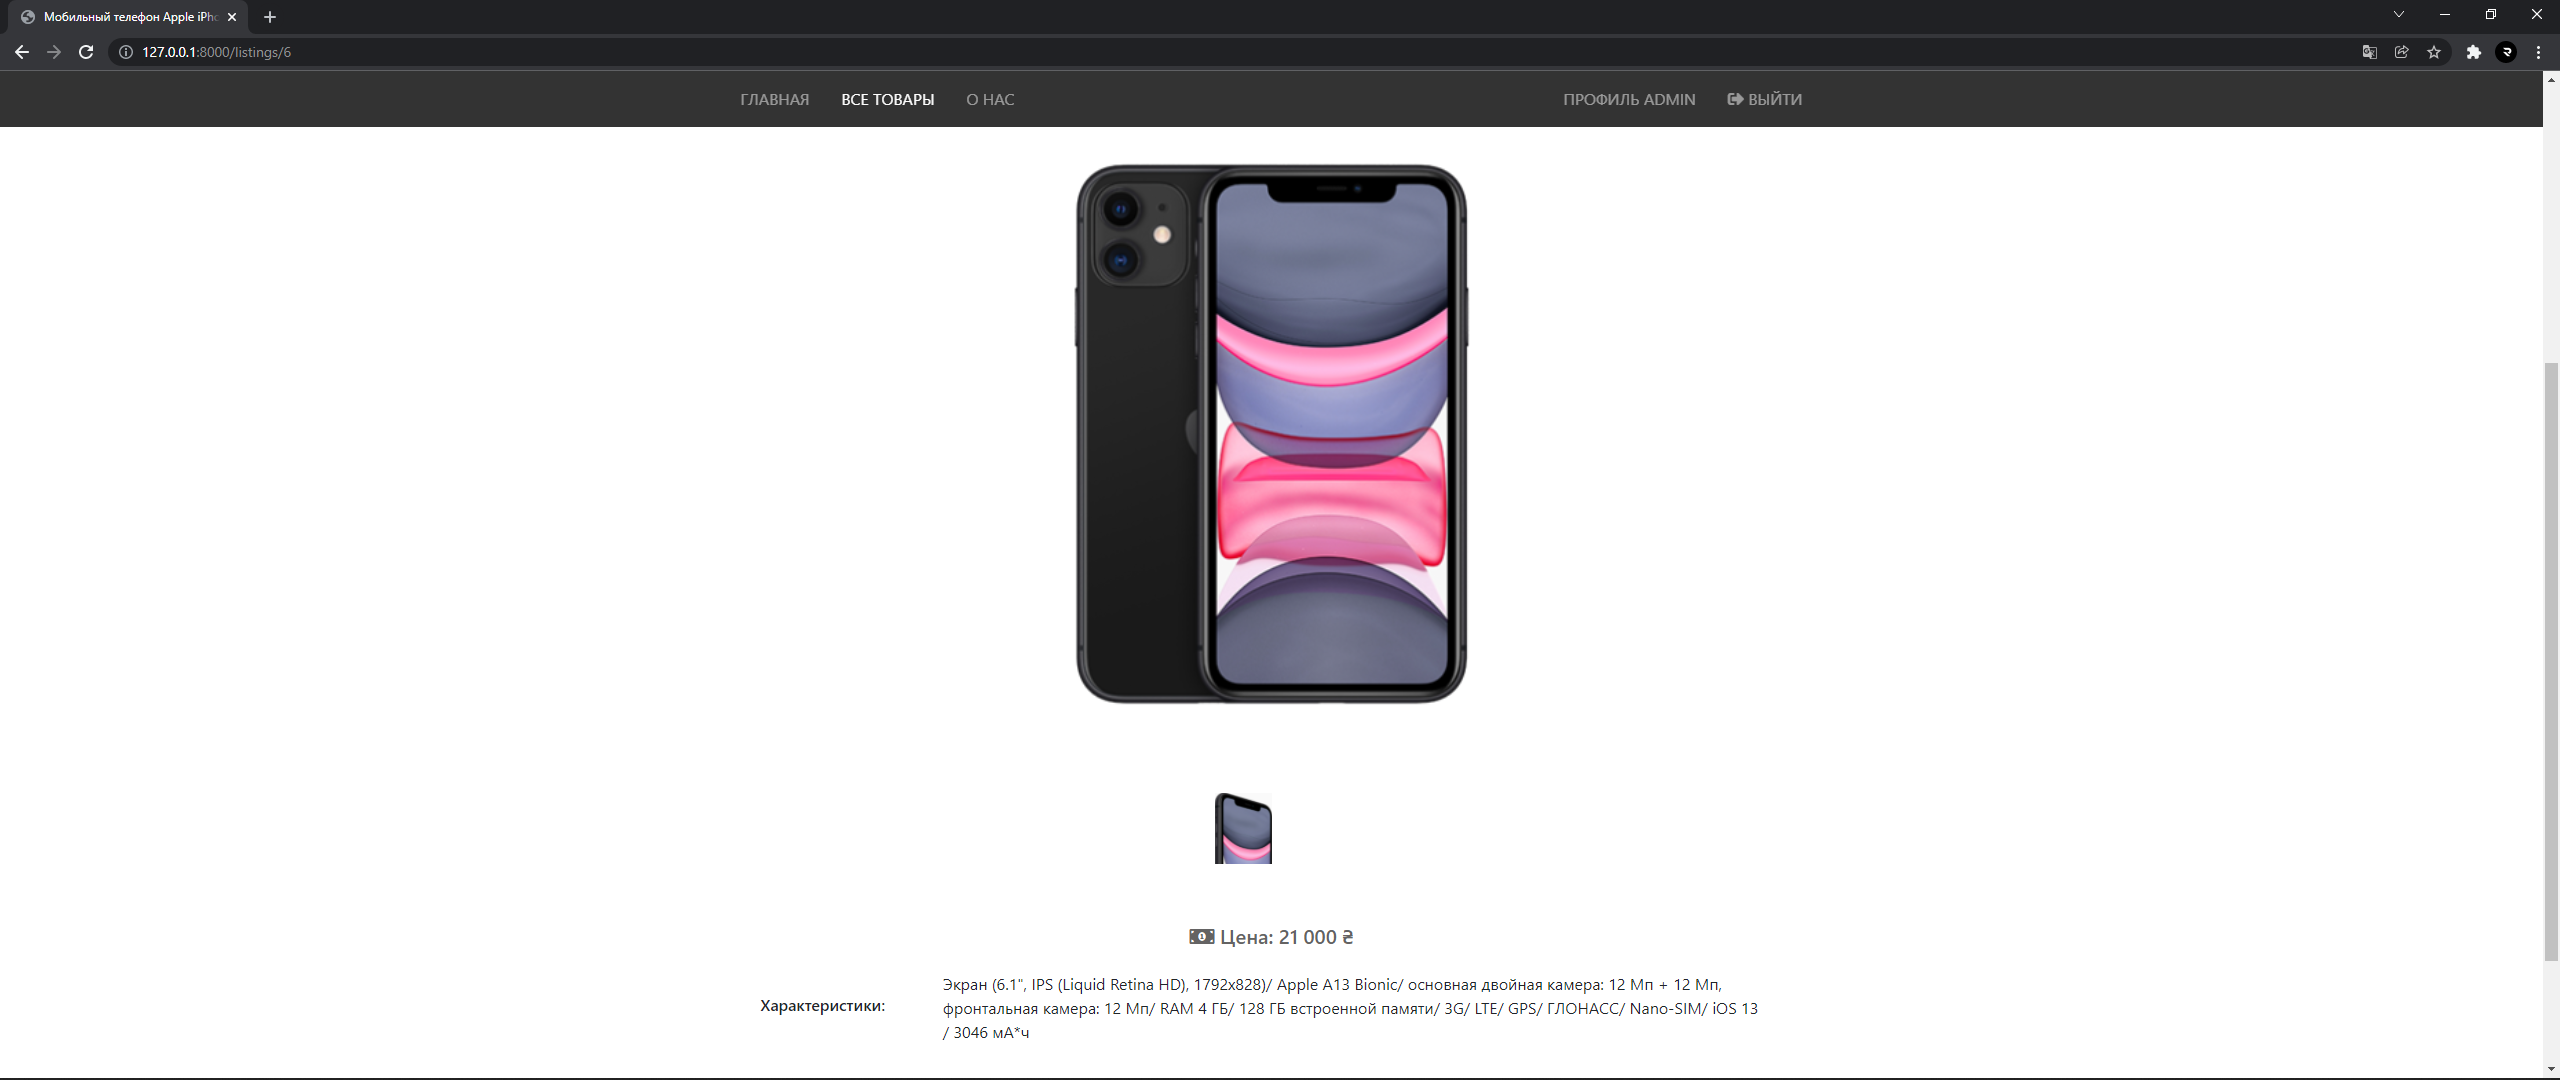 Мобильный телефон Apple iPho
127.0.0.1:8000/listings/6
ГЛАВНАЯ ВСЕ ТОВАРЫ О НАС ПРОФИЛЬ ADMIN ВЫЙТИ
Цена: 21 000 ₴
Характеристики:
Экран (6.1", IPS (Liquid Retina HD), 1792x828)/ Apple A13 Bionic/ основная двойная камера: 12 Мп + 12 Мп,
фронтальная камера: 12 Мп/ RAM 4 ГБ/ 128 ГБ встроенной памяти/ 3G/ LTE/ GPS/ ГЛОНАСС/ Nano-SIM/ iOS 13
/ 3046 мА*ч